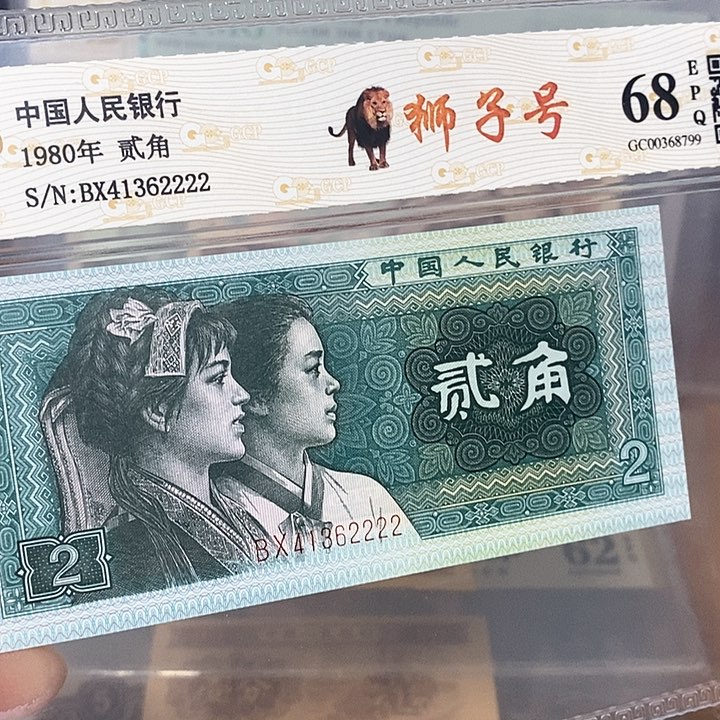 中国人民银行
1980年 贰角
S/N:BX41362222
狮子号
68
EPQ
GC00368799
中国人民银行
贰角
2
BX41362222
2